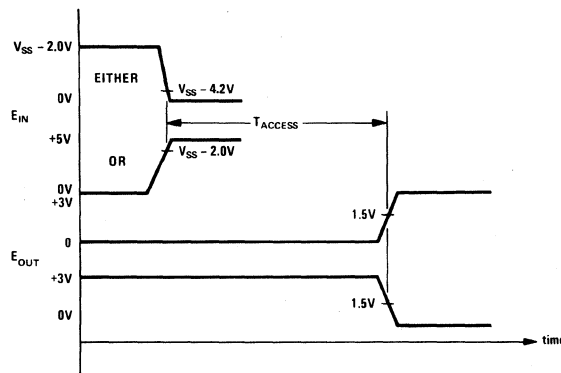 V_SS − 2.0V
EITHER
0V
V_SS − 4.2V
E_IN
T_ACCESS
+5V
OR
V_SS − 2.0V
0V
+3V
1.5V
0
E_OUT
+3V
1.5V
0V
time